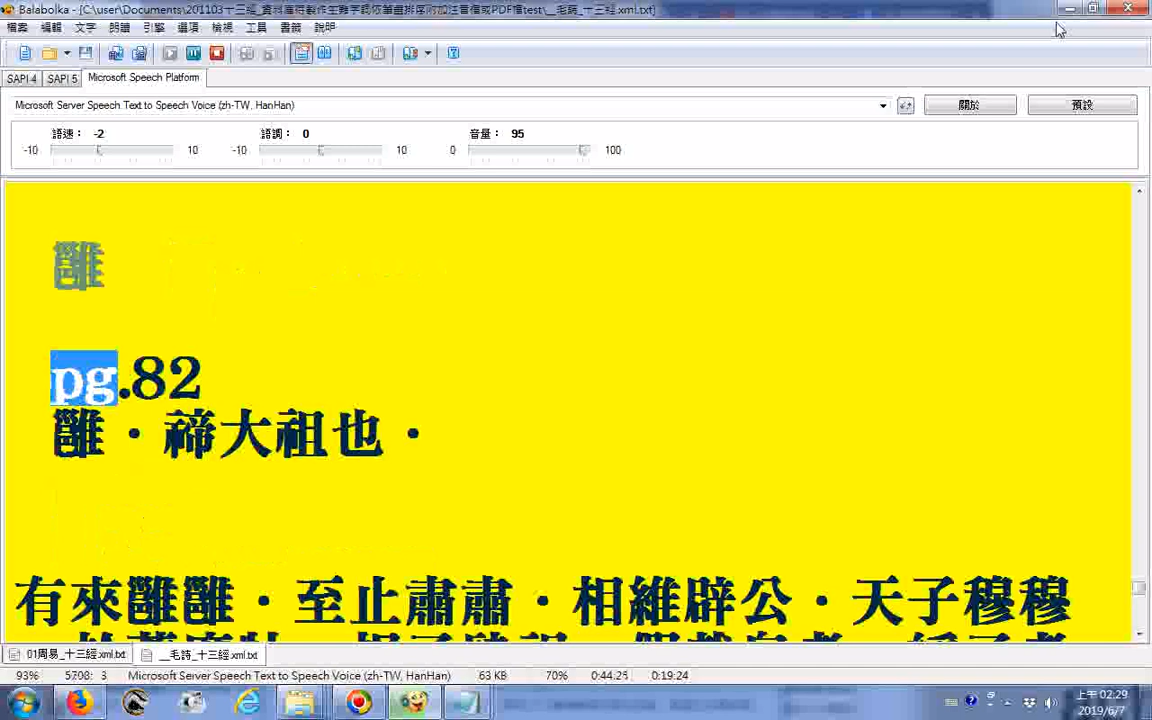 Balabolka - [C:\user\Documents\201103十三經_資料庫符製作生難字詞依筆畫排序附加注音檔或PDF檔test\__毛詩_十三經.xml.txt]
檔案 編輯 文字 朗讀 引擎 選項 檢視 工具 書籤 說明
SAPI 4 SAPI 5 Microsoft Speech Platform
Microsoft Server Speech Text to Speech Voice (zh-TW, HanHan) 關於 預設
語速： -2 語調： 0 音量： 95
-10 10 -10 10 0 100
雝
pg.82
雝‧禘大祖也‧
有來雝雝‧至止肅肅‧相維辟公‧天子穆穆
01周易_十三經.xml.txt __毛詩_十三經.xml.txt
93% 5708: 3 Microsoft Server Speech Text to Speech Voice (zh-TW, HanHan) 63 KB 70% 0:44:25 0:19:24
上午 02:29
2019/6/7